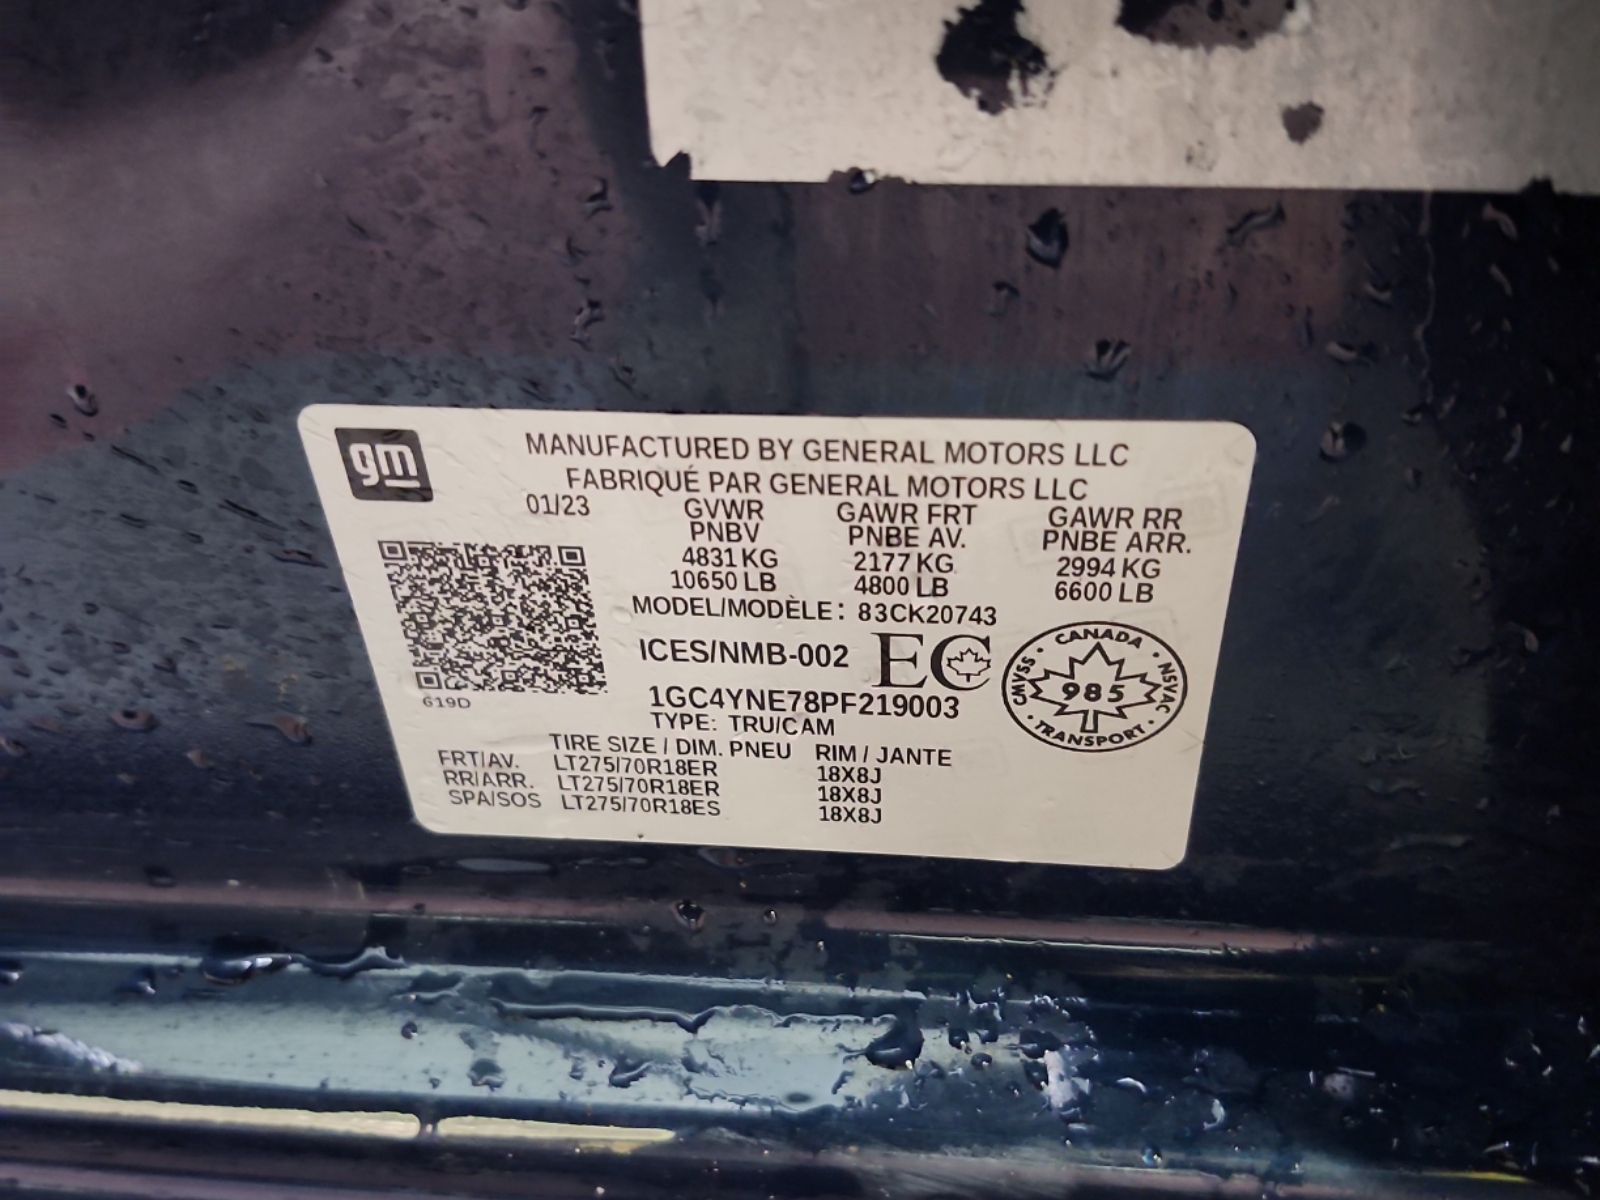 gm
MANUFACTURED BY GENERAL MOTORS LLC
FABRIQUÉ PAR GENERAL MOTORS LLC
01/23 GVWR GAWR FRT GAWR RR
PNBV PNBE AV. PNBE ARR.
4831 KG 2177 KG 2994 KG
10650 LB 4800 LB 6600 LB
MODEL/MODÈLE: 83CK20743
ICES/NMB-002 EC
CANADA
CMVSS 985 NSVAC
TRANSPORT
619D
1GC4YNE78PF219003
TYPE: TRU/CAM
TIRE SIZE / DIM. PNEU RIM / JANTE
FRT/AV. LT275/70R18ER 18X8J
RR/ARR. LT275/70R18ER 18X8J
SPA/SOS LT275/70R18ES 18X8J